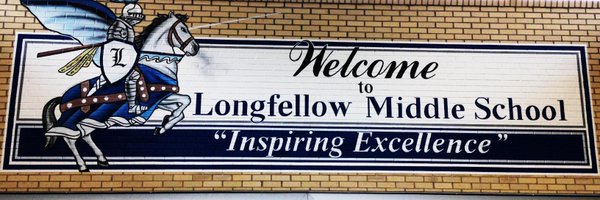 L
Welcome
to
Longfellow Middle School
"Inspiring Excellence"